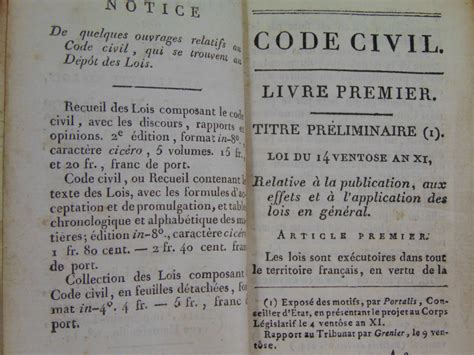 NOTICE
De quelques ouvrages relatifs au
Code civil, qui se trouvent au
Dépôt des Lois.
Recueil des Lois composant le code
civil, avec les discours, rapports et
opinions. 2e édition, format in-8º.,
caractère cicéro, 5 volumes. 15 fr.
et 20 fr., franc de port.
Code civil, ou Recueil contenant le
texte des Lois, avec les formules d'ac
ceptation et de promulgation, et table
chronologique et alphabétique des ma
tières; édition in-8º., caractère cicéro
1 fr. 80 cent. — 2 fr. 40 cent. franc
de port.
Collection des Lois composant le
Code civil, en feuilles détachées, for
mat in-4º. 4 fr. — 5 fr., franc de
port.
CODE CIVIL.
LIVRE PREMIER.
TITRE PRÉLIMINAIRE (1).
LOI DU 14 VENTOSE AN XI,
Relative à la publication, aux
effets et à l'application des
lois en général.
ARTICLE PREMIER.
Les lois sont exécutoires dans tout
le territoire français, en vertu de la
(1) Exposé des motifs, par Portalis, Con-
seiller d'État, en présentant le projet au Corps
Législatif le 4 ventôse an XI.
Rapport au Tribunat par Grenier, le 9 ven-
tôse.